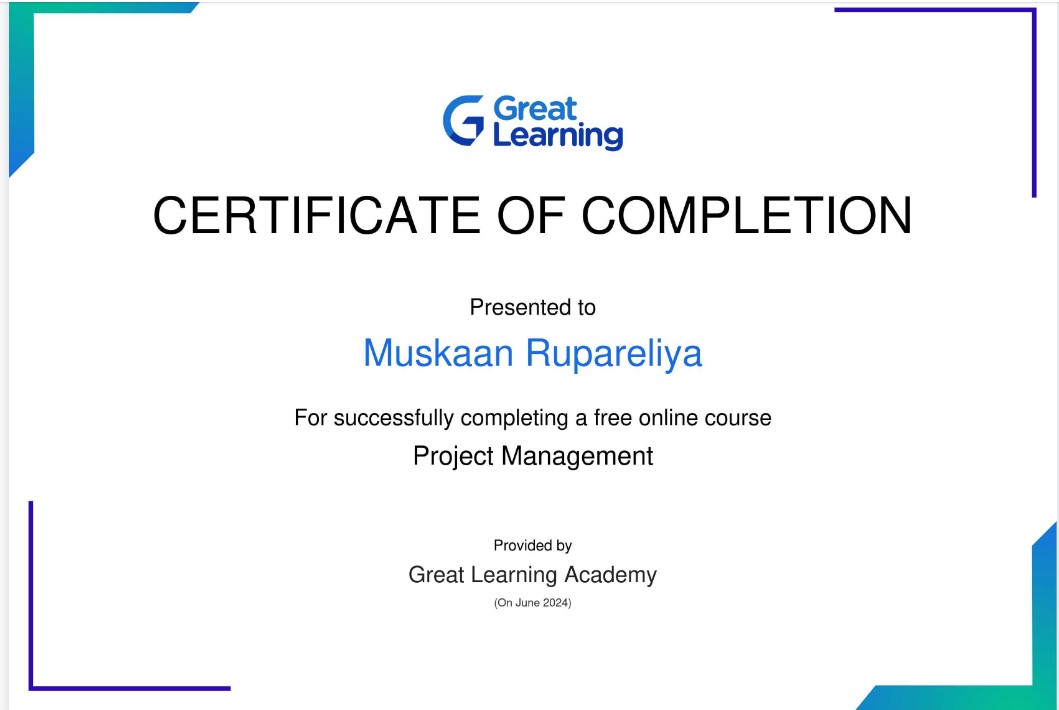 Great
Learning
CERTIFICATE OF COMPLETION
Presented to
Muskaan Rupareliya
For successfully completing a free online course
Project Management
Provided by
Great Learning Academy
(On June 2024)